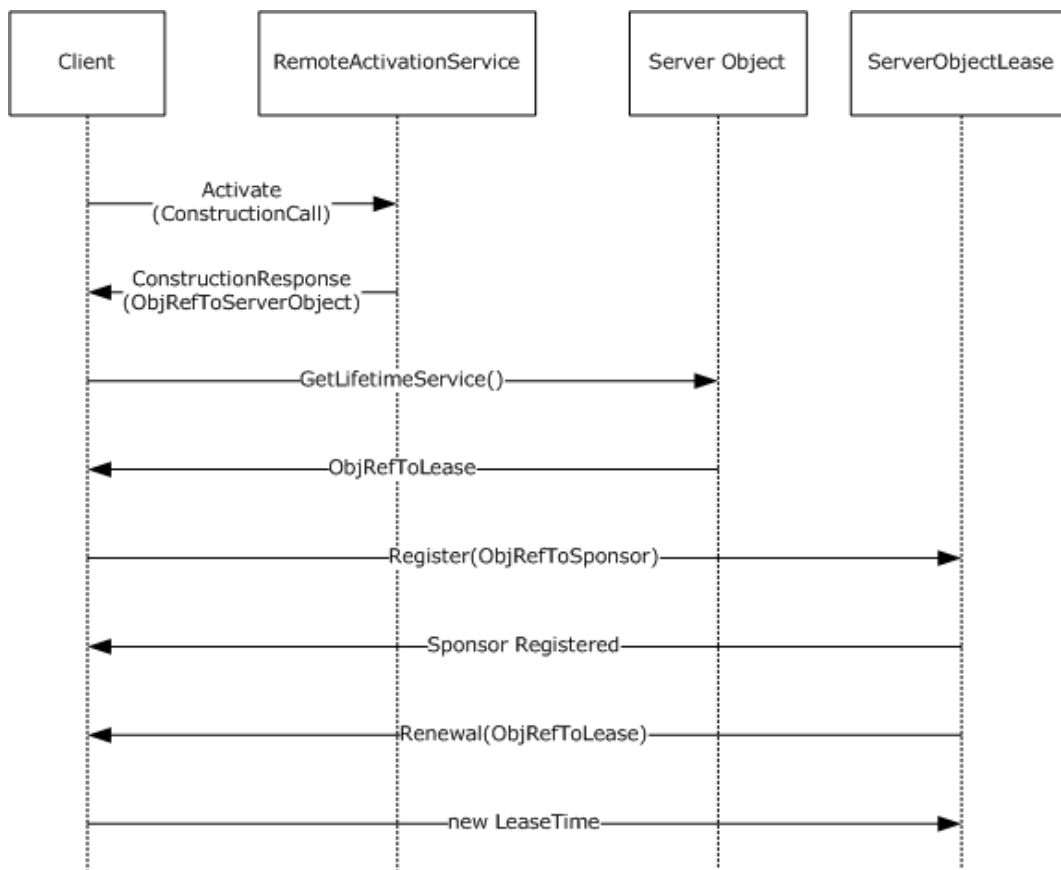 Client
RemoteActivationService
Server Object
ServerObjectLease
Activate
(ConstructionCall)
ConstructionResponse
(ObjRefToServerObject)
GetLifetimeService()
ObjRefToLease
Register(ObjRefToSponsor)
Sponsor Registered
Renewal(ObjRefToLease)
new LeaseTime